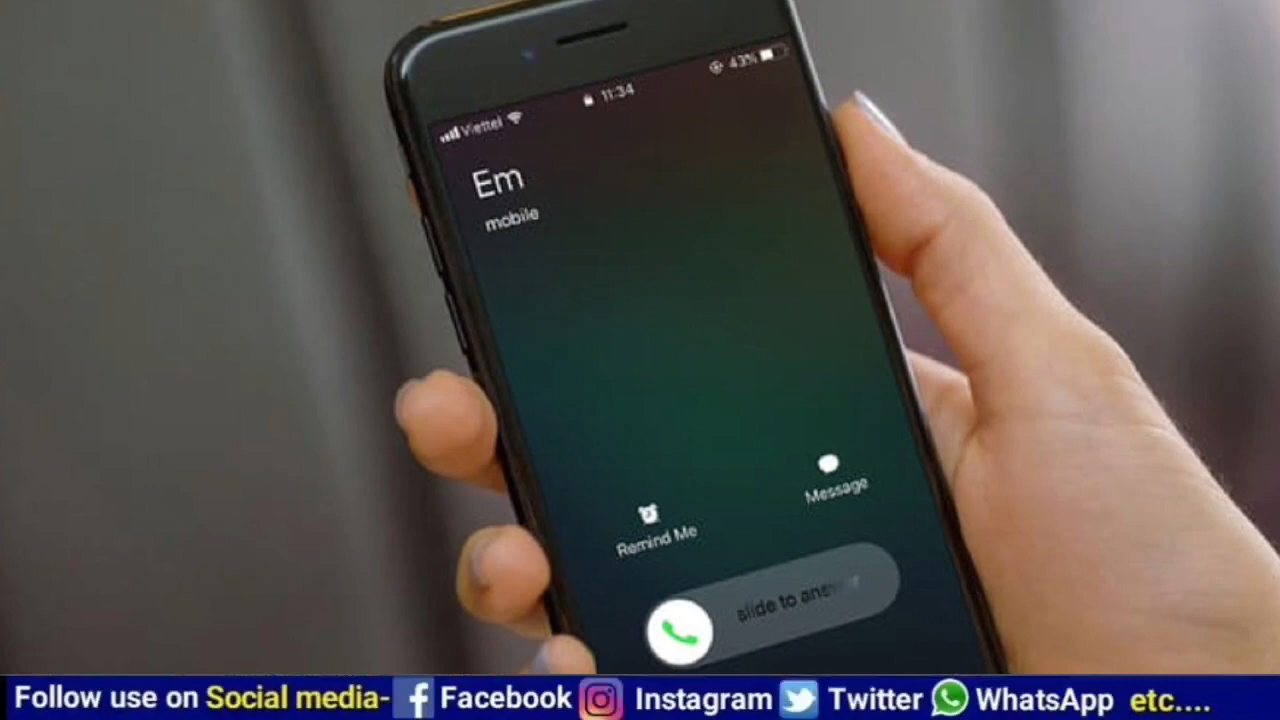 Viettel
11:34
43%
Em
mobile
Remind Me
Message
slide to answer
Follow use on Social media- Facebook Instagram Twitter WhatsApp etc....